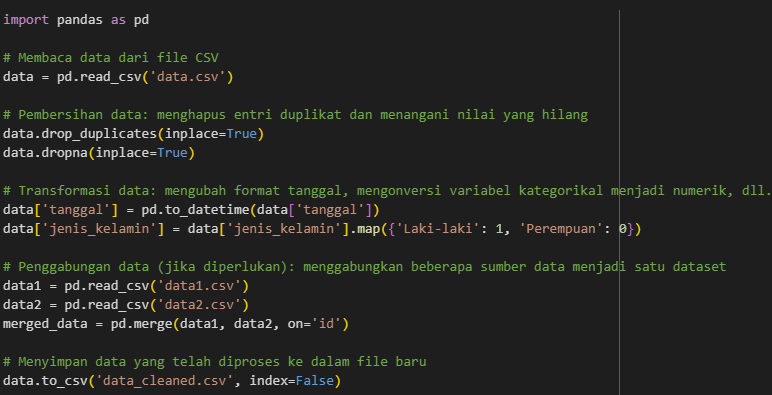 import pandas as pd
# Membaca data dari file CSV
data = pd.read_csv('data.csv')
# Pembersihan data: menghapus entri duplikat dan menangani nilai yang hilang
data.drop_duplicates(inplace=True)
data.dropna(inplace=True)
# Transformasi data: mengubah format tanggal, mengonversi variabel kategorikal menjadi numerik, dll.
data['tanggal'] = pd.to_datetime(data['tanggal'])
data['jenis_kelamin'] = data['jenis_kelamin'].map({'Laki-laki': 1, 'Perempuan': 0})
# Penggabungan data (jika diperlukan): menggabungkan beberapa sumber data menjadi satu dataset
data1 = pd.read_csv('data1.csv')
data2 = pd.read_csv('data2.csv')
merged_data = pd.merge(data1, data2, on='id')
# Menyimpan data yang telah diproses ke dalam file baru
data.to_csv('data_cleaned.csv', index=False)